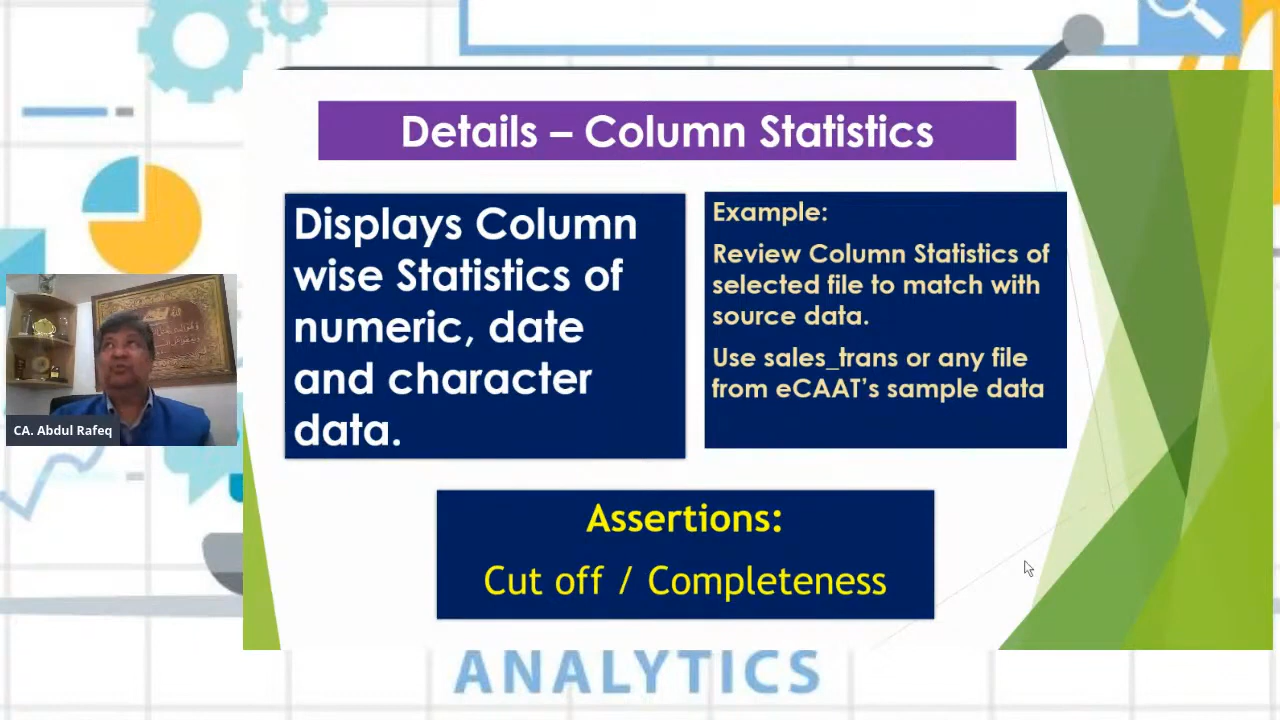 Details – Column Statistics
Displays Column
wise Statistics of
numeric, date
and character
data.
Example:
Review Column Statistics of
selected file to match with
source data.
Use sales_trans or any file
from eCAAT's sample data
CA. Abdul Rafeq
Assertions:
Cut off / Completeness
ANALYTICS